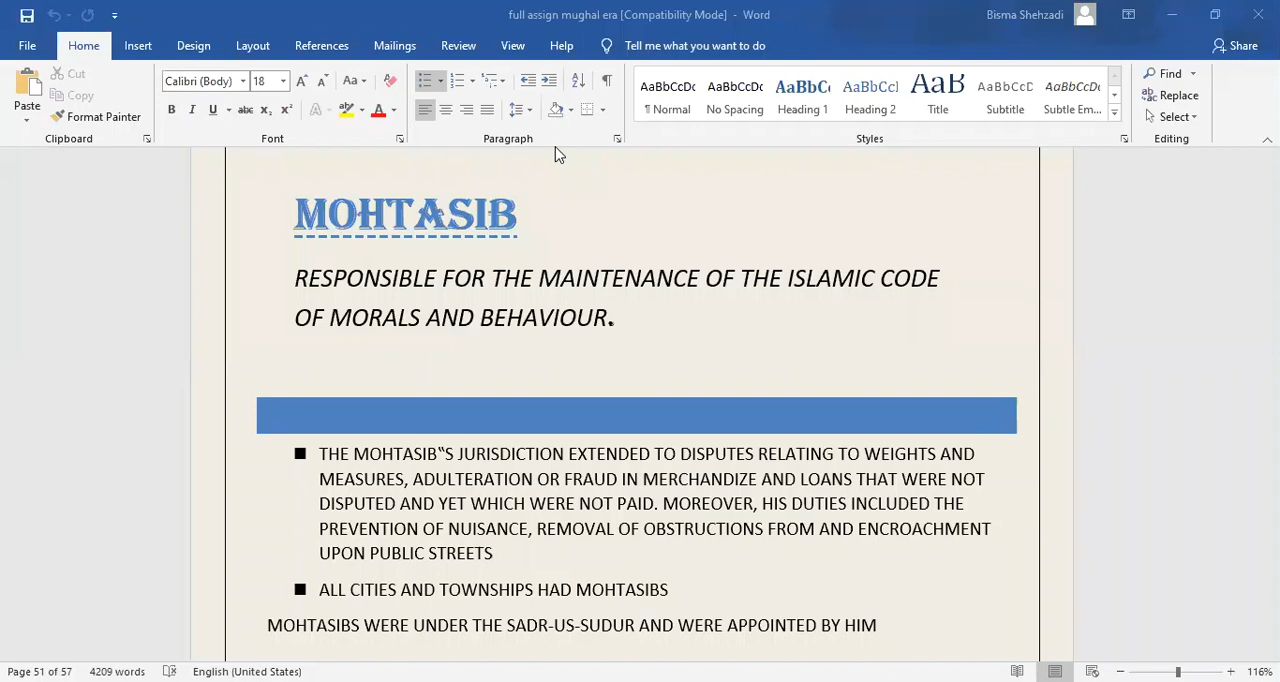 full assign mughal era [Compatibility Mode] - Word
Bisma Shehzadi
File Home Insert Design Layout References Mailings Review View Help Tell me what you want to do Share
Paste
Cut
Copy
Format Painter
Clipboard
Calibri (Body) 18
Font
Paragraph
AaBbCcDc AaBbCcDc AaBbC AaBbCcI AaB AaBbCcD AaBbCcDc
¶ Normal No Spacing Heading 1 Heading 2 Title Subtitle Subtle Em...
Styles
Find
Replace
Select
Editing
MOHTASIB
RESPONSIBLE FOR THE MAINTENANCE OF THE ISLAMIC CODE
OF MORALS AND BEHAVIOUR.
■ THE MOHTASIB‟S JURISDICTION EXTENDED TO DISPUTES RELATING TO WEIGHTS AND
MEASURES, ADULTERATION OR FRAUD IN MERCHANDIZE AND LOANS THAT WERE NOT
DISPUTED AND YET WHICH WERE NOT PAID. MOREOVER, HIS DUTIES INCLUDED THE
PREVENTION OF NUISANCE, REMOVAL OF OBSTRUCTIONS FROM AND ENCROACHMENT
UPON PUBLIC STREETS
■ ALL CITIES AND TOWNSHIPS HAD MOHTASIBS
MOHTASIBS WERE UNDER THE SADR-US-SUDUR AND WERE APPOINTED BY HIM
Page 51 of 57 4209 words English (United States) 116%